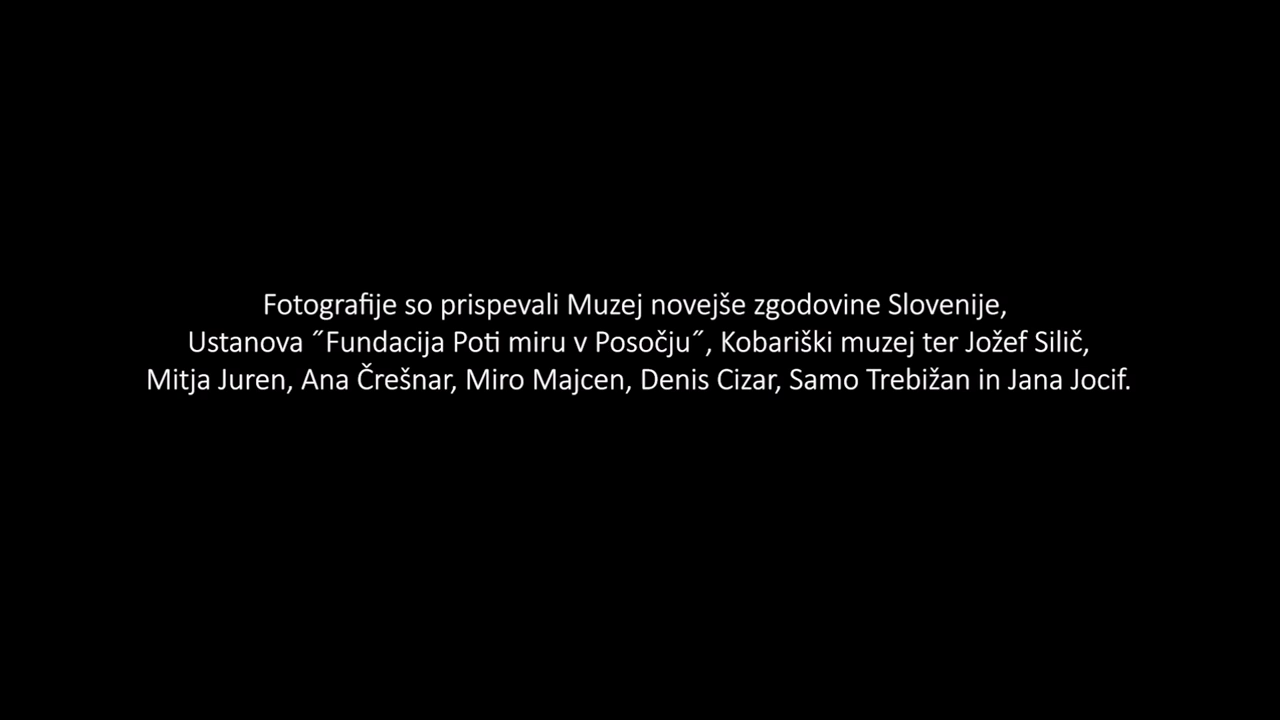 Fotografije so prispevali Muzej novejše zgodovine Slovenije,
Ustanova ˝Fundacija Poti miru v Posočju˝, Kobariški muzej ter Jožef Silič,
Mitja Juren, Ana Črešnar, Miro Majcen, Denis Cizar, Samo Trebižan in Jana Jocif.